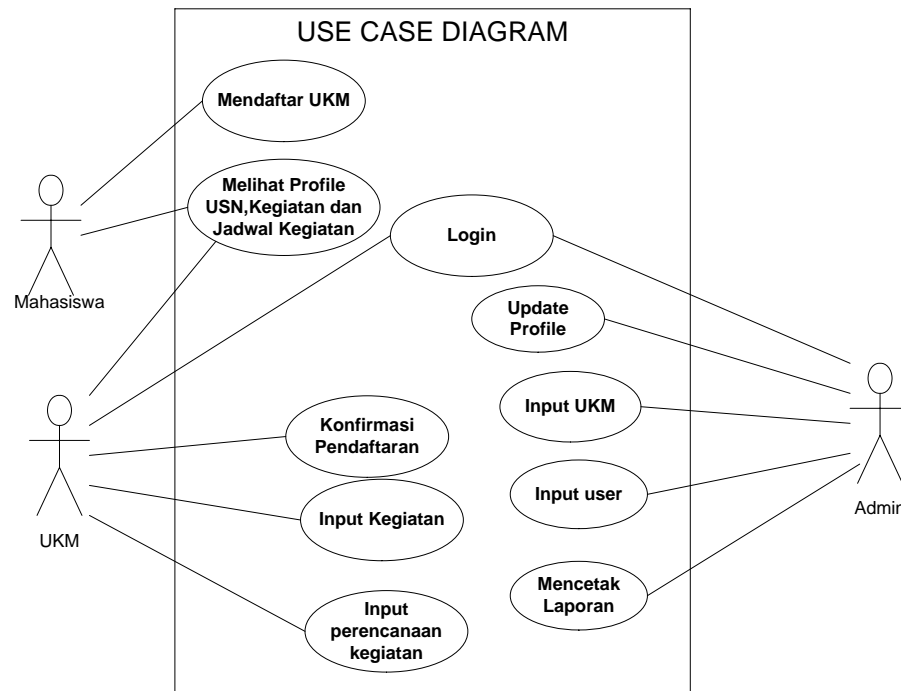 USE CASE DIAGRAM
Mendaftar UKM
Melihat Profile
USN,Kegiatan dan
Jadwal Kegiatan
Login
Mahasiswa
Update
Profile
Input UKM
Konfirmasi
Pendaftaran
Input user
Admin
Input Kegiatan
UKM
Mencetak
Laporan
Input
perencanaan
kegiatan